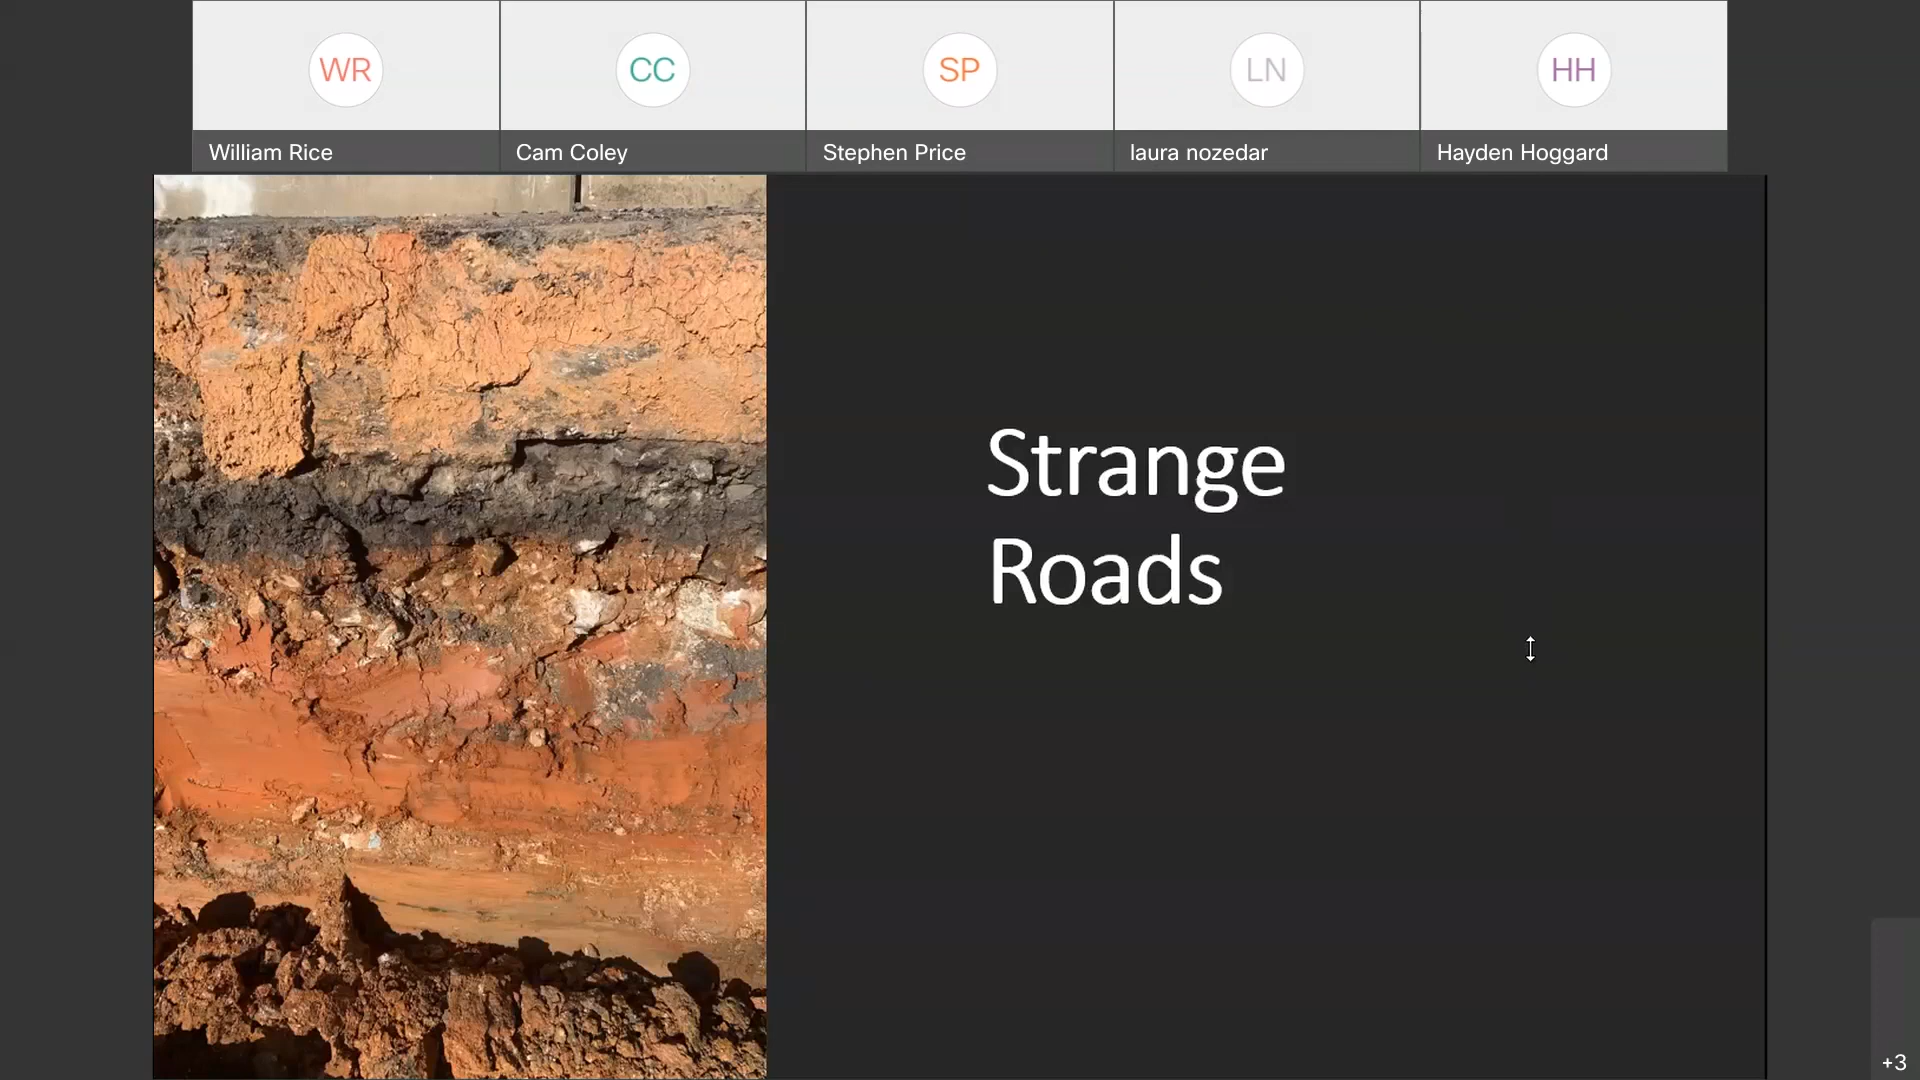 WR
CC
SP
LN
HH
William Rice
Cam Coley
Stephen Price
laura nozedar
Hayden Hoggard
Strange
Roads
+3